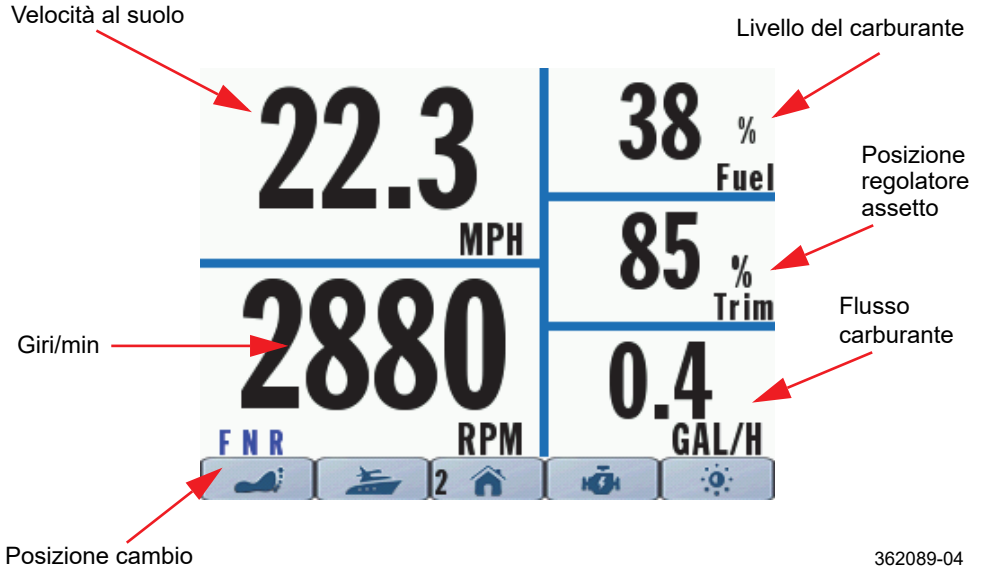 Velocità al suolo
Livello del carburante
22.3
MPH
38 %
Fuel
Posizione
regolatore
assetto
85 %
Trim
Giri/min
2880
RPM
F N R
Flusso
carburante
0.4
GAL/H
2
Posizione cambio
362089-04